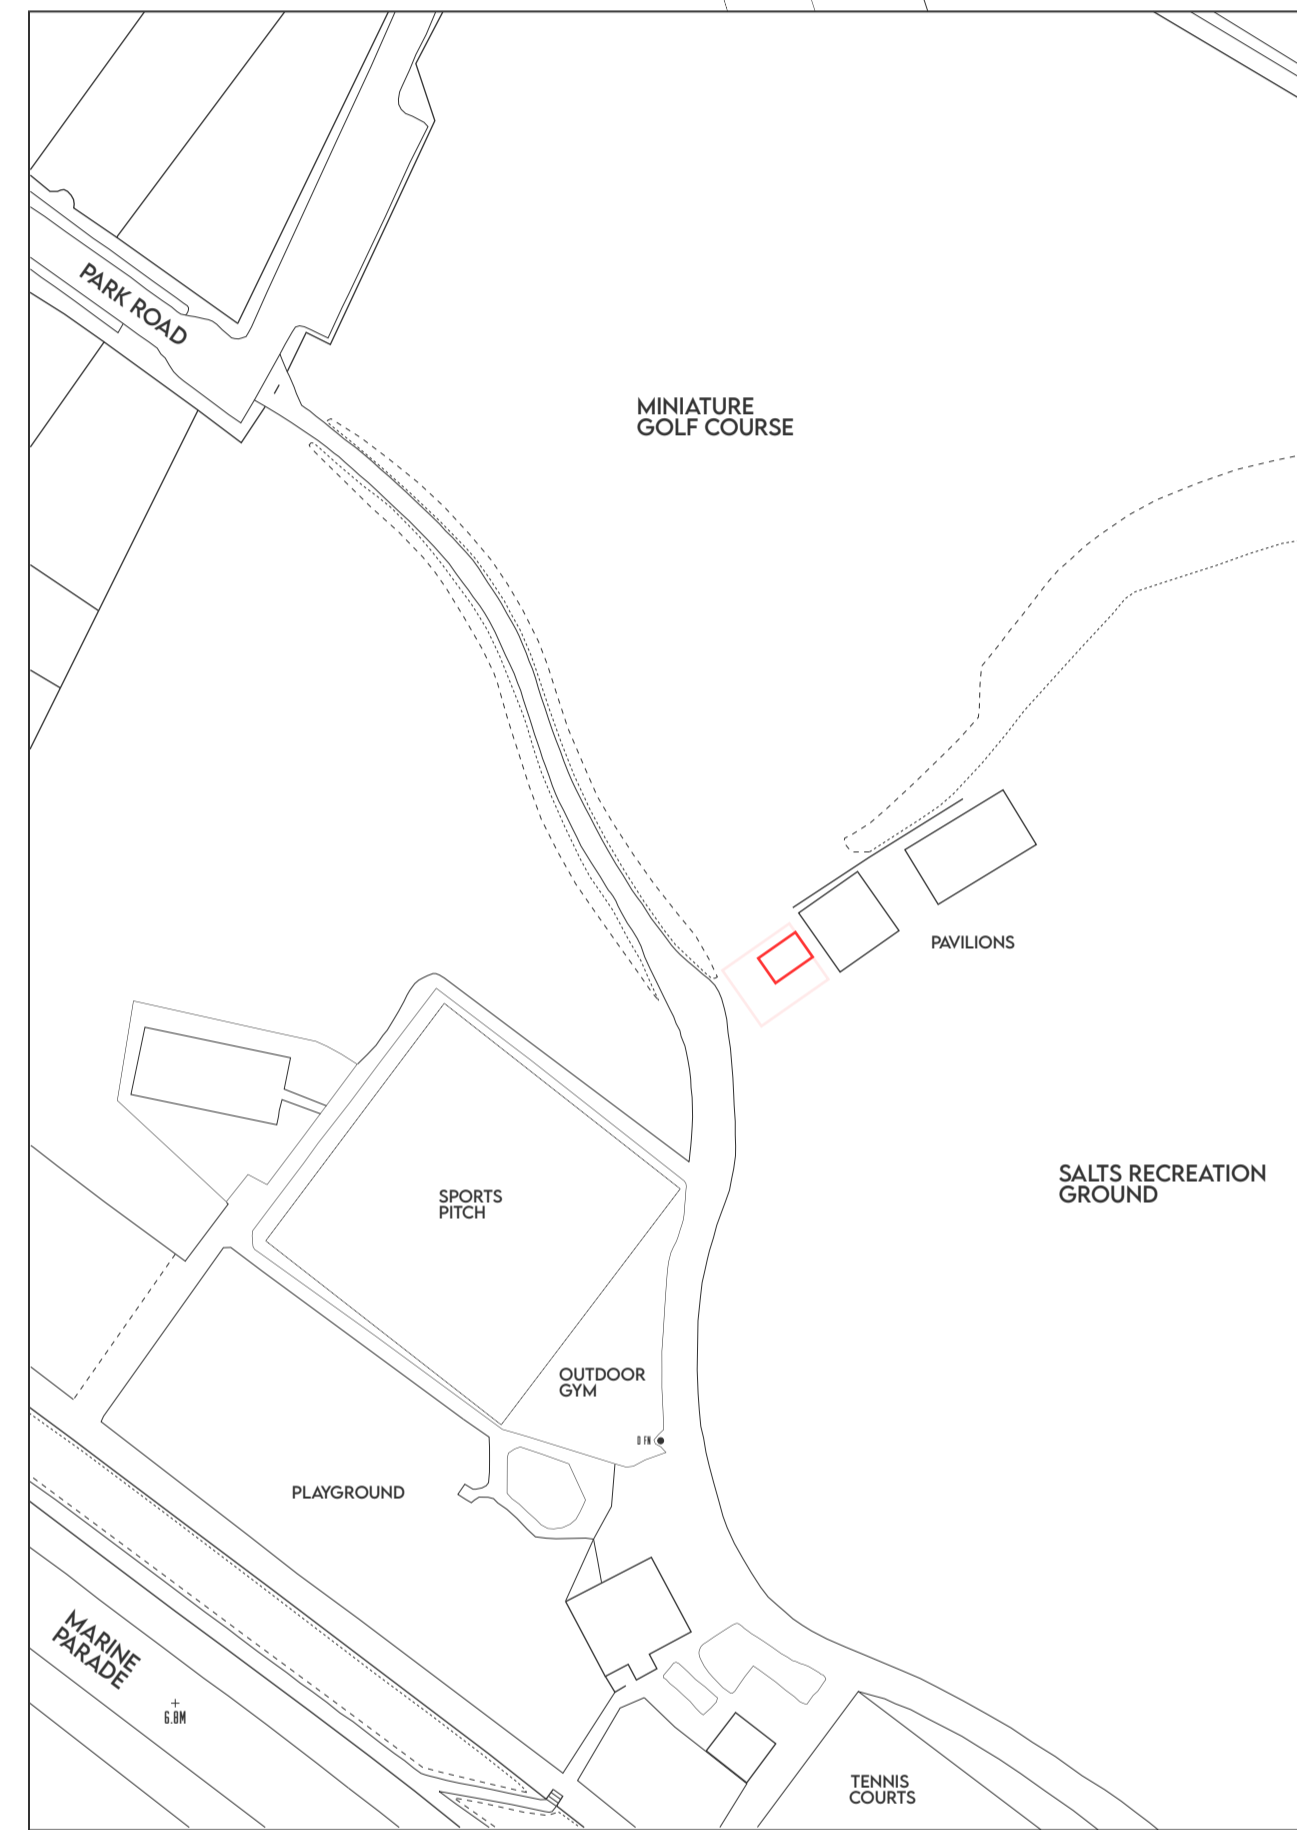 PARK ROAD
MINIATURE
GOLF COURSE
PAVILIONS
SALTS RECREATION
GROUND
SPORTS
PITCH
OUTDOOR
GYM
D FN
PLAYGROUND
MARINE
PARADE
6.8M
TENNIS
COURTS